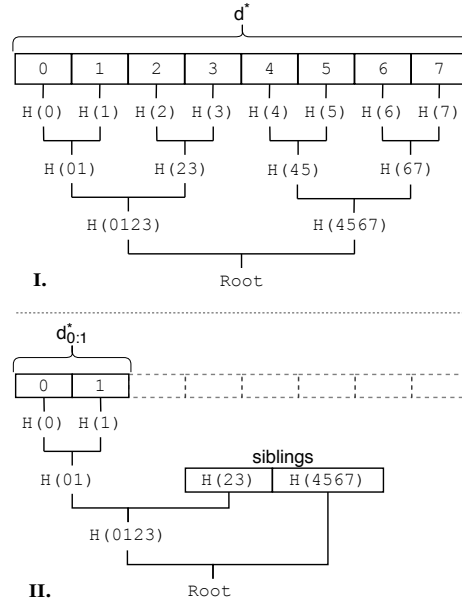 d*
0 1 2 3 4 5 6 7
H(0) H(1) H(2) H(3) H(4) H(5) H(6) H(7)
H(01) H(23) H(45) H(67)
H(0123) H(4567)
I. Root
d*0:1
0 1
H(0) H(1)
siblings
H(01) H(23) H(4567)
H(0123)
II. Root